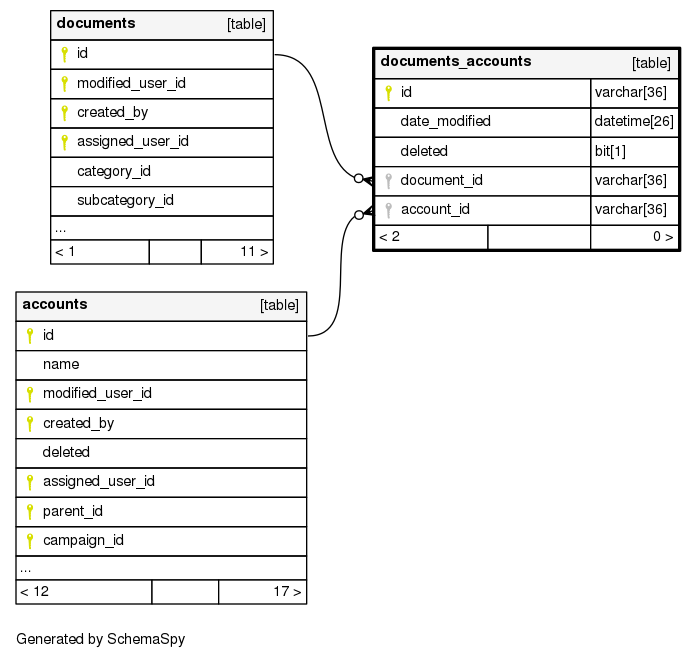 documents [table]
id
modified_user_id
created_by
assigned_user_id
category_id
subcategory_id
...
< 1 11 >
documents_accounts [table]
id varchar[36]
date_modified datetime[26]
deleted bit[1]
document_id varchar[36]
account_id varchar[36]
< 2 0 >
accounts [table]
id
name
modified_user_id
created_by
deleted
assigned_user_id
parent_id
campaign_id
...
< 12 17 >
Generated by SchemaSpy